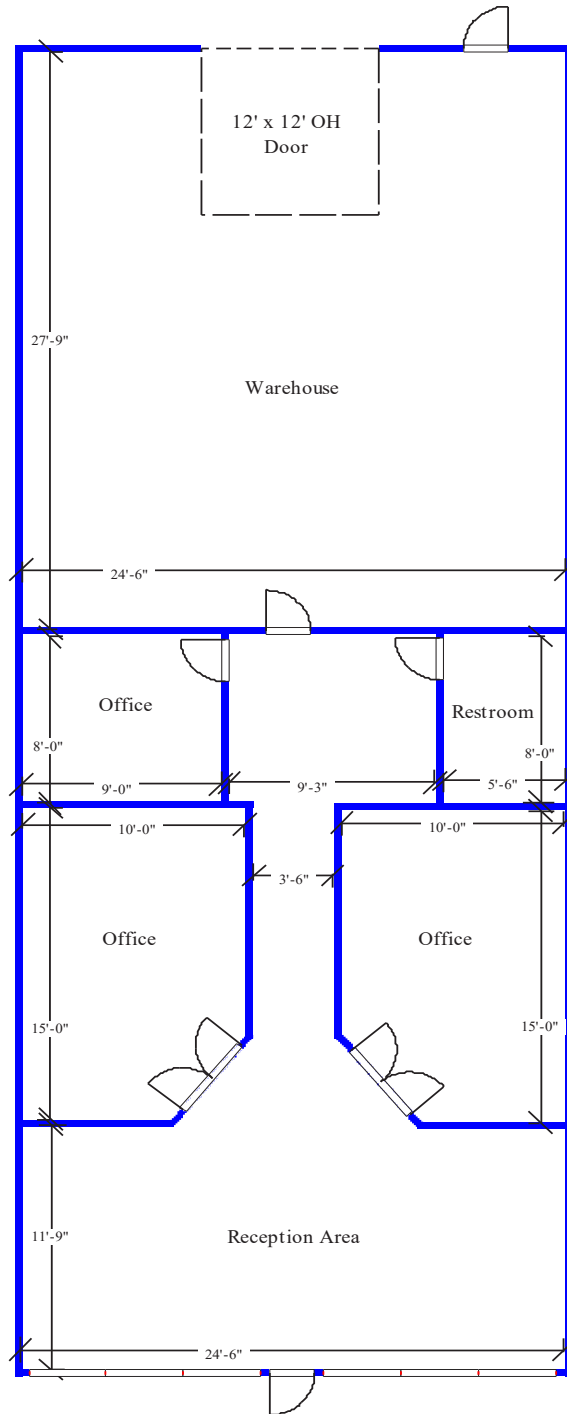 12' x 12' OH
Door
27'-9"
Warehouse
24'-6"
Office
Restroom
8'-0"
8'-0"
9'-0"
9'-3"
5'-6"
10'-0"
10'-0"
3'-6"
Office
Office
15'-0"
15'-0"
11'-9"
Reception Area
24'-6"